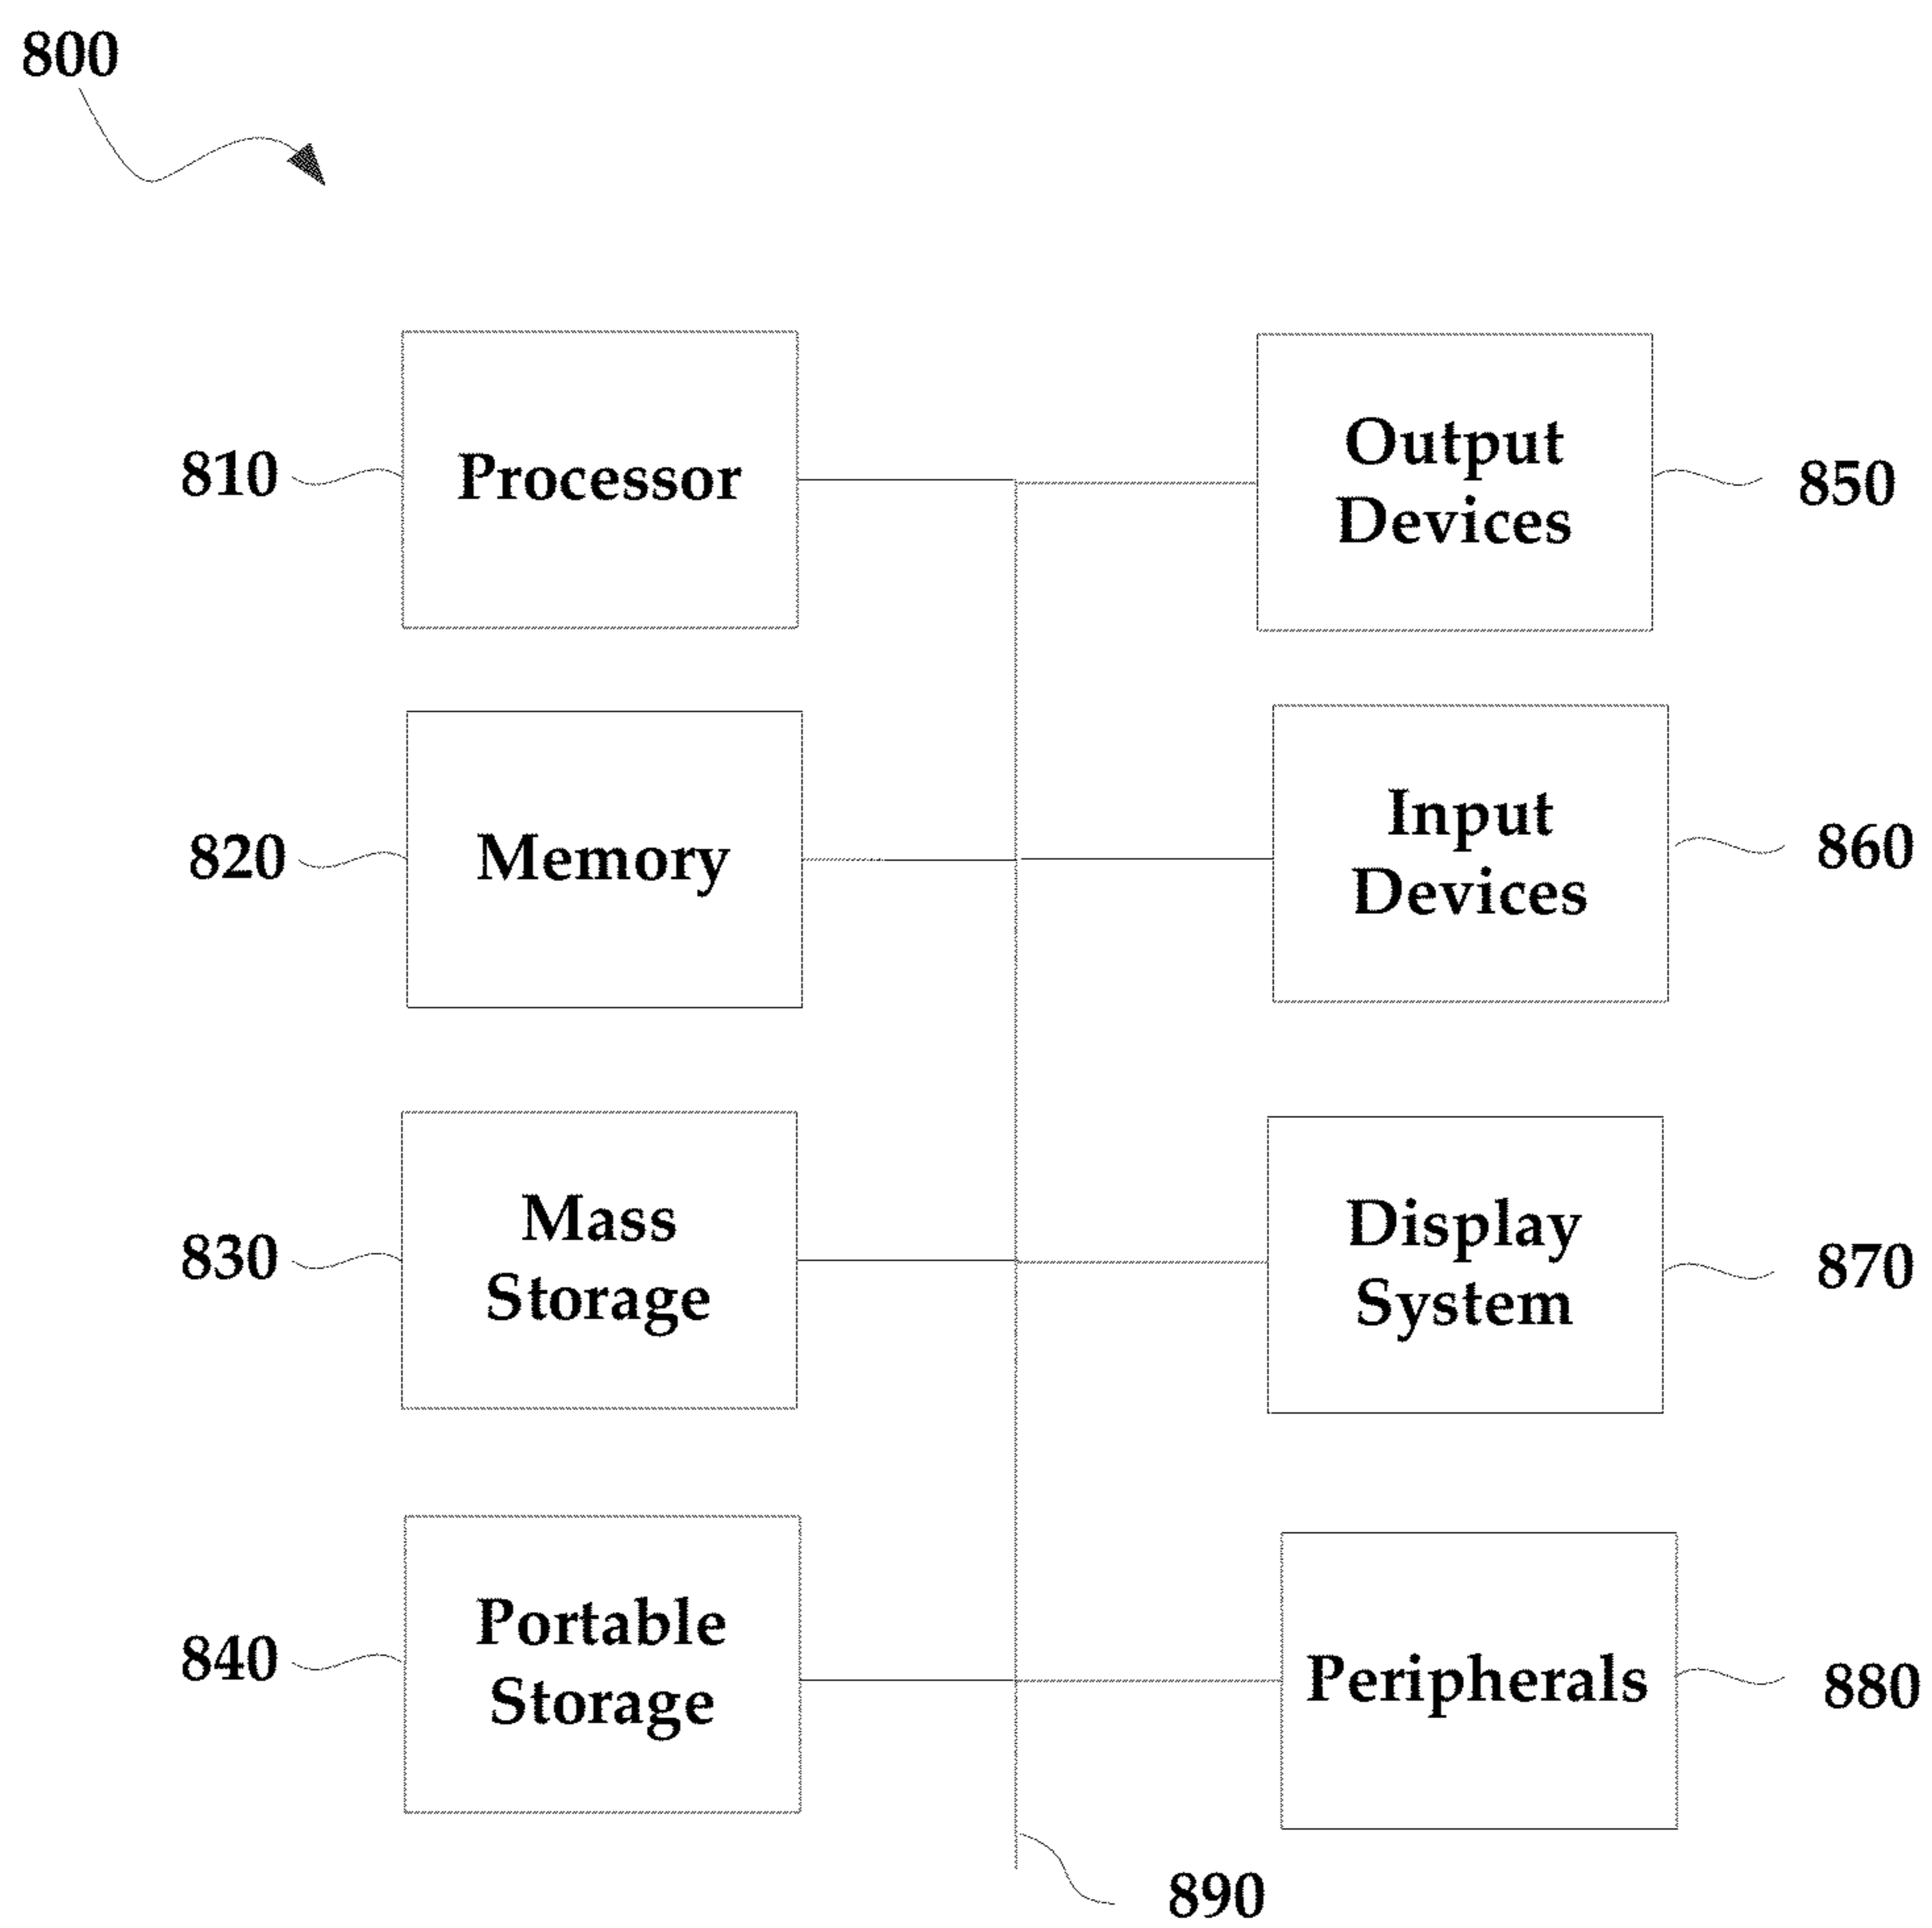 800
810
Processor
Output
Devices
850
820
Memory
Input
Devices
860
830
Mass
Storage
Display
System
870
840
Portable
Storage
Peripherals
880
890